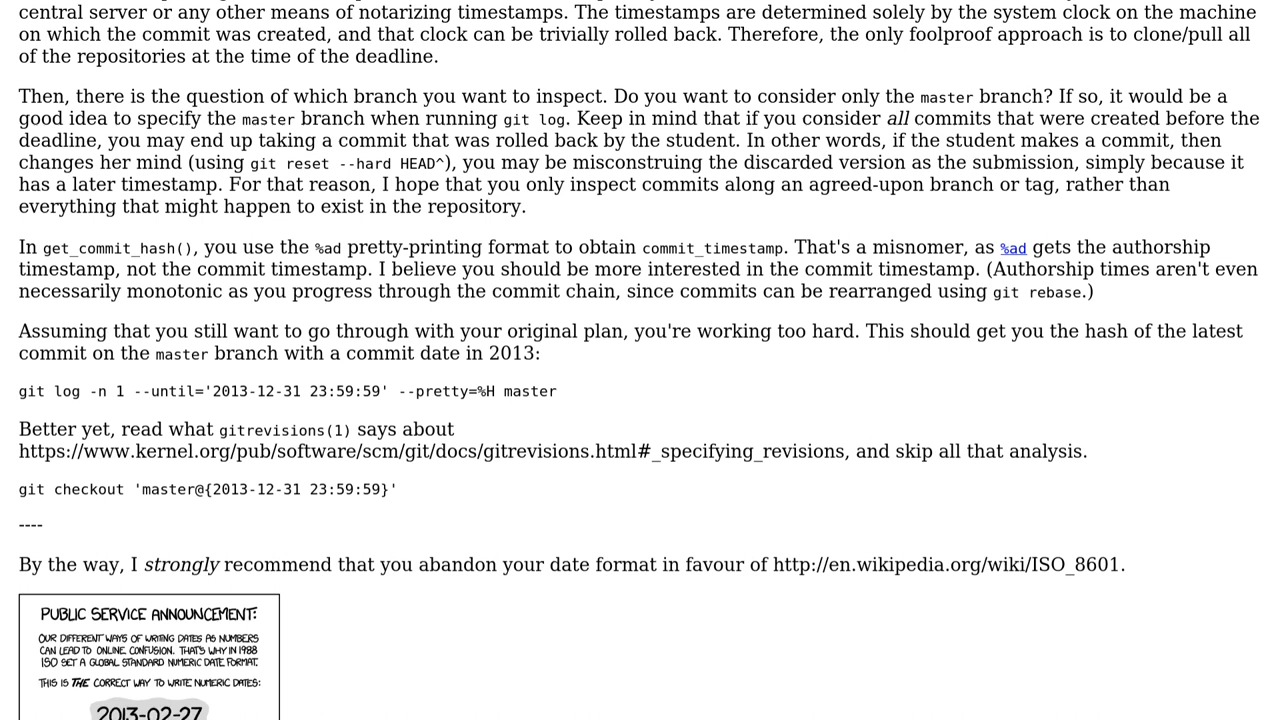 central server or any other means of notarizing timestamps. The timestamps are determined solely by the system clock on the machine
on which the commit was created, and that clock can be trivially rolled back. Therefore, the only foolproof approach is to clone/pull all
of the repositories at the time of the deadline.
Then, there is the question of which branch you want to inspect. Do you want to consider only the master branch? If so, it would be a
good idea to specify the master branch when running git log. Keep in mind that if you consider all commits that were created before the
deadline, you may end up taking a commit that was rolled back by the student. In other words, if the student makes a commit, then
changes her mind (using git reset --hard HEAD^), you may be misconstruing the discarded version as the submission, simply because it
has a later timestamp. For that reason, I hope that you only inspect commits along an agreed-upon branch or tag, rather than
everything that might happen to exist in the repository.
In get_commit_hash(), you use the %ad pretty-printing format to obtain commit_timestamp. That's a misnomer, as %ad gets the authorship
timestamp, not the commit timestamp. I believe you should be more interested in the commit timestamp. (Authorship times aren't even
necessarily monotonic as you progress through the commit chain, since commits can be rearranged using git rebase.)
Assuming that you still want to go through with your original plan, you're working too hard. This should get you the hash of the latest
commit on the master branch with a commit date in 2013:
git log -n 1 --until='2013-12-31 23:59:59' --pretty=%H master
Better yet, read what gitrevisions(1) says about
https://www.kernel.org/pub/software/scm/git/docs/gitrevisions.html#_specifying_revisions, and skip all that analysis.
git checkout 'master@{2013-12-31 23:59:59}'
----
By the way, I strongly recommend that you abandon your date format in favour of http://en.wikipedia.org/wiki/ISO_8601.
PUBLIC SERVICE ANNOUNCEMENT:
OUR DIFFERENT WAYS OF WRITING DATES AS NUMBERS
CAN LEAD TO ONLINE CONFUSION. THAT'S WHY IN 1988
ISO SET A GLOBAL STANDARD NUMERIC DATE FORMAT.
THIS IS THE CORRECT WAY TO WRITE NUMERIC DATES:
2013-02-27